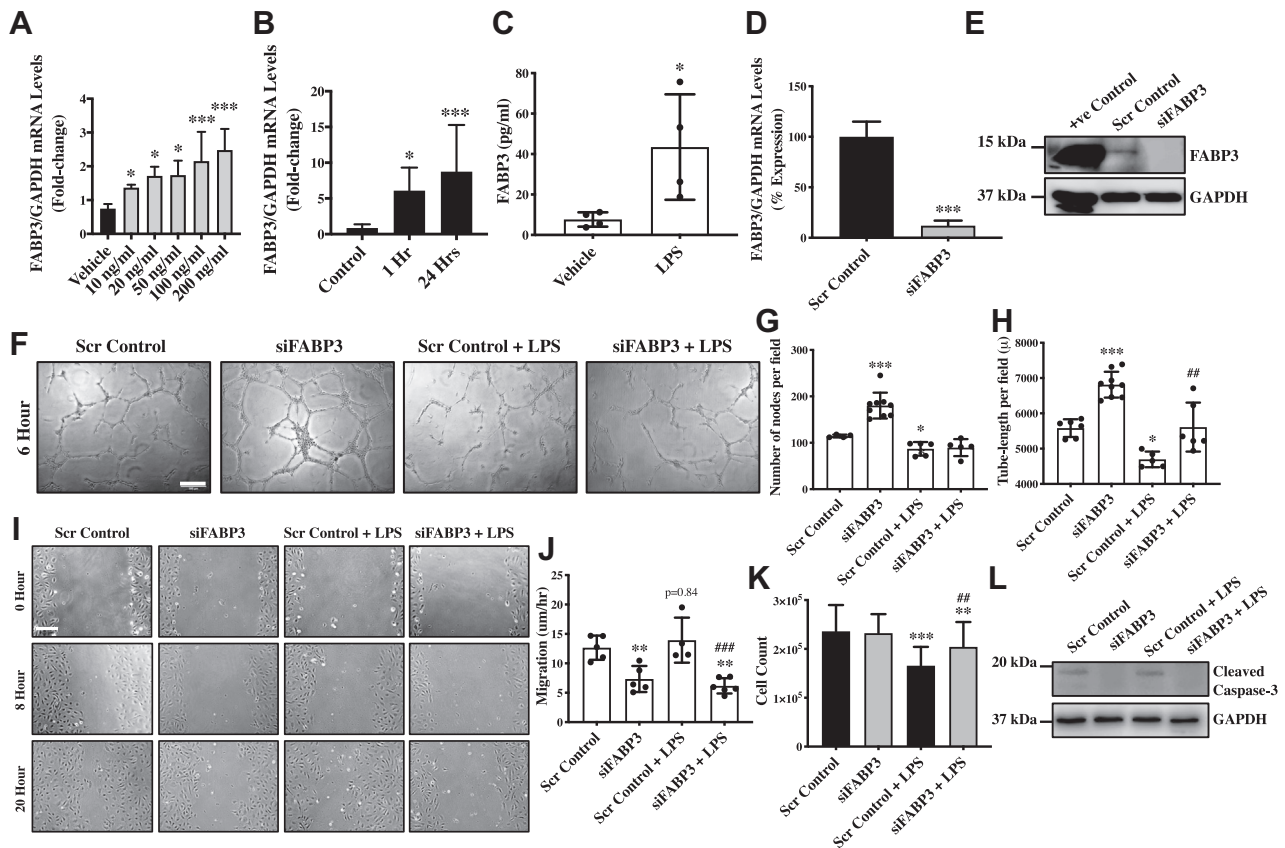 A
FABP3/GAPDH mRNA Levels
(Fold-change)
4
3
2
1
0
*
*
*
***
***
Vehicle
10 ng/ml
20 ng/ml
50 ng/ml
100 ng/ml
200 ng/ml
B
FABP3/GAPDH mRNA Levels
(Fold-change)
20
15
10
5
0
*
***
Control
1 Hr
24 Hrs
C
FABP3 (pg/ml)
80
60
40
20
0
*
Vehicle
LPS
D
FABP3/GAPDH mRNA Levels
(% Expression)
150
100
50
0
***
Scr Control
siFABP3
E
+ve Control
Scr Control
siFABP3
15 kDa
FABP3
37 kDa
GAPDH
F
Scr Control
siFABP3
Scr Control + LPS
siFABP3 + LPS
6 Hour
G
Number of nodes per field
300
200
100
0
***
*
Scr Control
siFABP3
Scr Control + LPS
siFABP3 + LPS
H
Tube-length per field (μ)
8000
7000
6000
5000
4000
***
*
##
Scr Control
siFABP3
Scr Control + LPS
siFABP3 + LPS
I
Scr Control
siFABP3
Scr Control + LPS
siFABP3 + LPS
0 Hour
8 Hour
20 Hour
J
Migration (um/hr)
25
20
15
10
5
0
**
p=0.84
###
**
Scr Control
siFABP3
Scr Control + LPS
siFABP3 + LPS
K
Cell Count
3×10⁵
2×10⁵
1×10⁵
0
***
##
**
Scr Control
siFABP3
Scr Control + LPS
siFABP3 + LPS
L
Scr Control
siFABP3
Scr Control + LPS
siFABP3 + LPS
20 kDa
Cleaved
Caspase-3
37 kDa
GAPDH